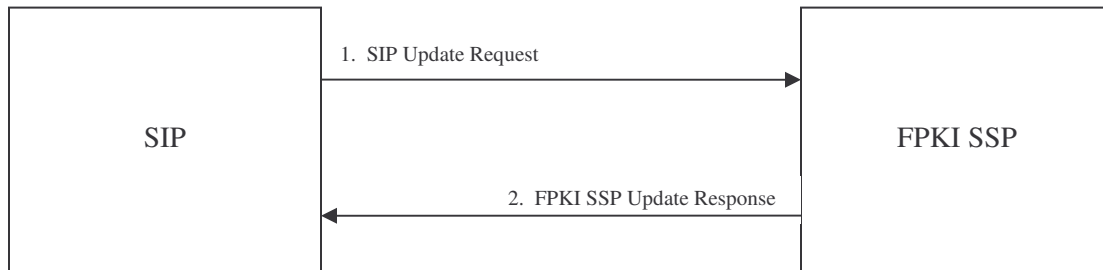 1. SIP Update Request
SIP
FPKI SSP
2. FPKI SSP Update Response